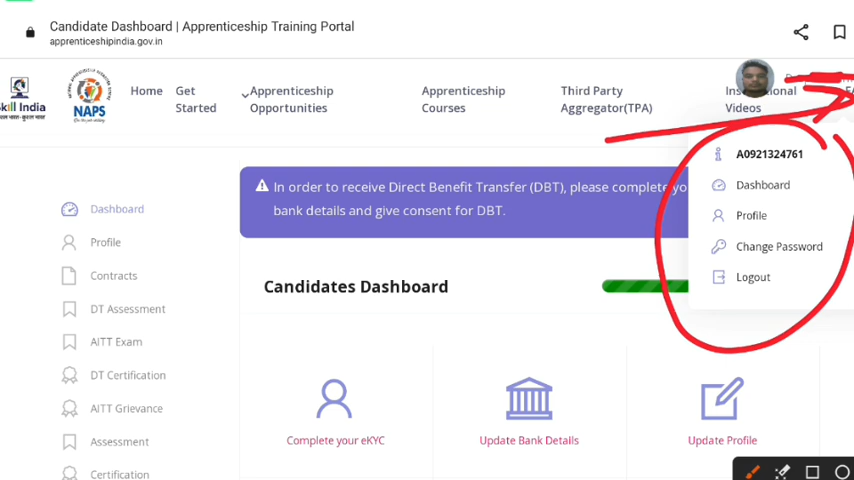 Candidate Dashboard | Apprenticeship Training Portal
apprenticeshipindia.gov.in
Skill India
NAPS
Home
Get Started
Apprenticeship Opportunities
Apprenticeship Courses
Third Party Aggregator(TPA)
Videos
A0921324761
Dashboard
Profile
Change Password
Logout
In order to receive Direct Benefit Transfer (DBT), please complete
bank details and give consent for DBT.
Dashboard
Profile
Contracts
DT Assessment
AITT Exam
DT Certification
AITT Grievance
Assessment
Certification
Candidates Dashboard
Complete your eKYC
Update Bank Details
Update Profile